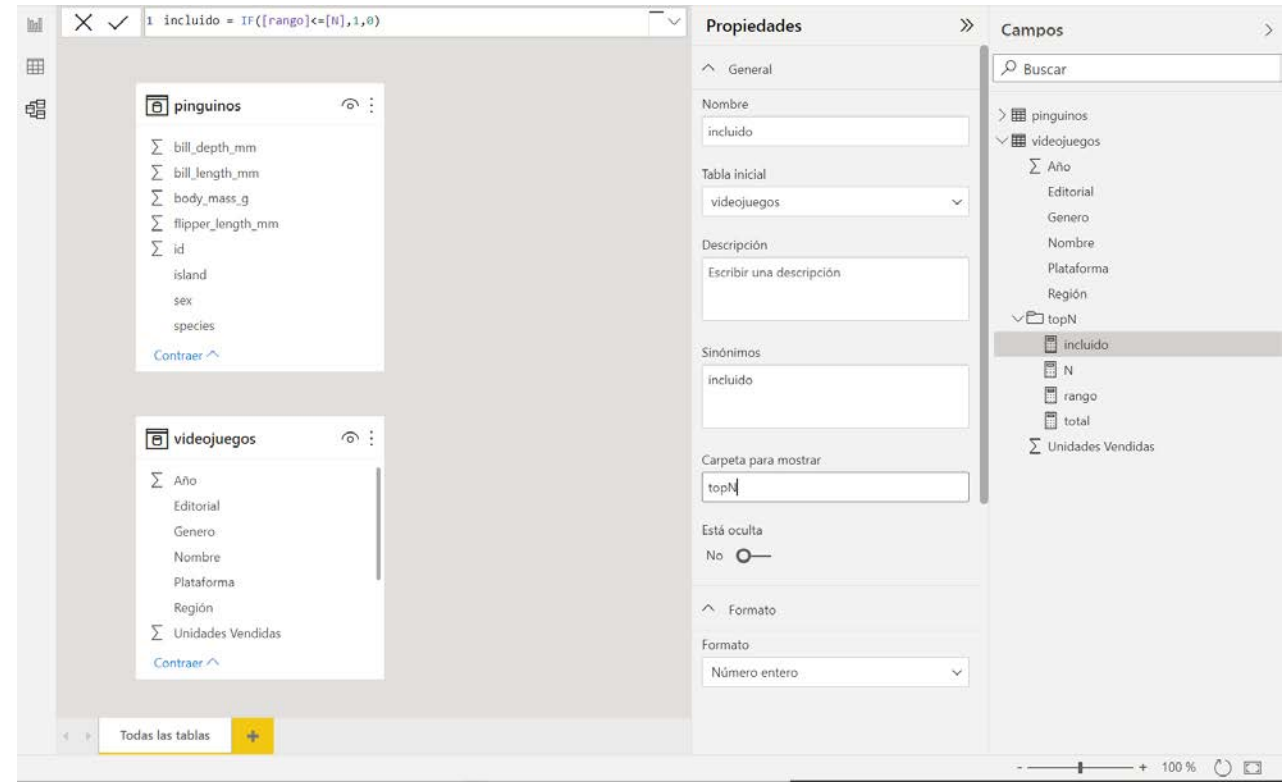 1 incluido = IF([rango]<=[N],1,0)
pinguinos
bill_depth_mm
bill_length_mm
body_mass_g
flipper_length_mm
id
island
sex
species
Contraer
videojuegos
Año
Editorial
Genero
Nombre
Plataforma
Región
Unidades Vendidas
Contraer
Todas las tablas
Propiedades
General
Nombre
incluido
Tabla inicial
videojuegos
Descripción
Escribir una descripción
Sinónimos
incluido
Carpeta para mostrar
topN
Está oculta
No
Formato
Formato
Número entero
Campos
Buscar
pinguinos
videojuegos
Año
Editorial
Genero
Nombre
Plataforma
Región
topN
incluido
N
rango
total
Unidades Vendidas
100 %